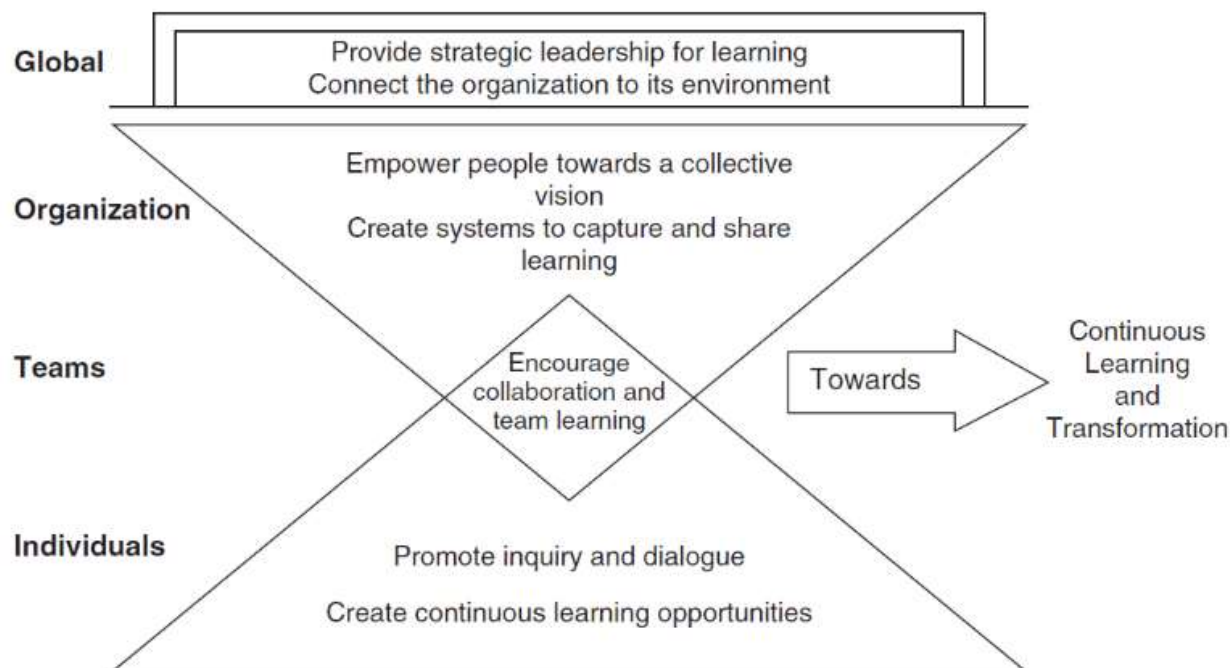 Global
Provide strategic leadership for learning
Connect the organization to its environment
Organization
Empower people towards a collective
vision
Create systems to capture and share
learning
Teams
Encourage
collaboration and
team learning
Towards
Continuous
Learning
and
Transformation
Individuals
Promote inquiry and dialogue
Create continuous learning opportunities